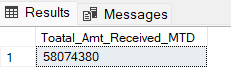 Results Messages
Toatal_Amt_Received_MTD
1 58074380